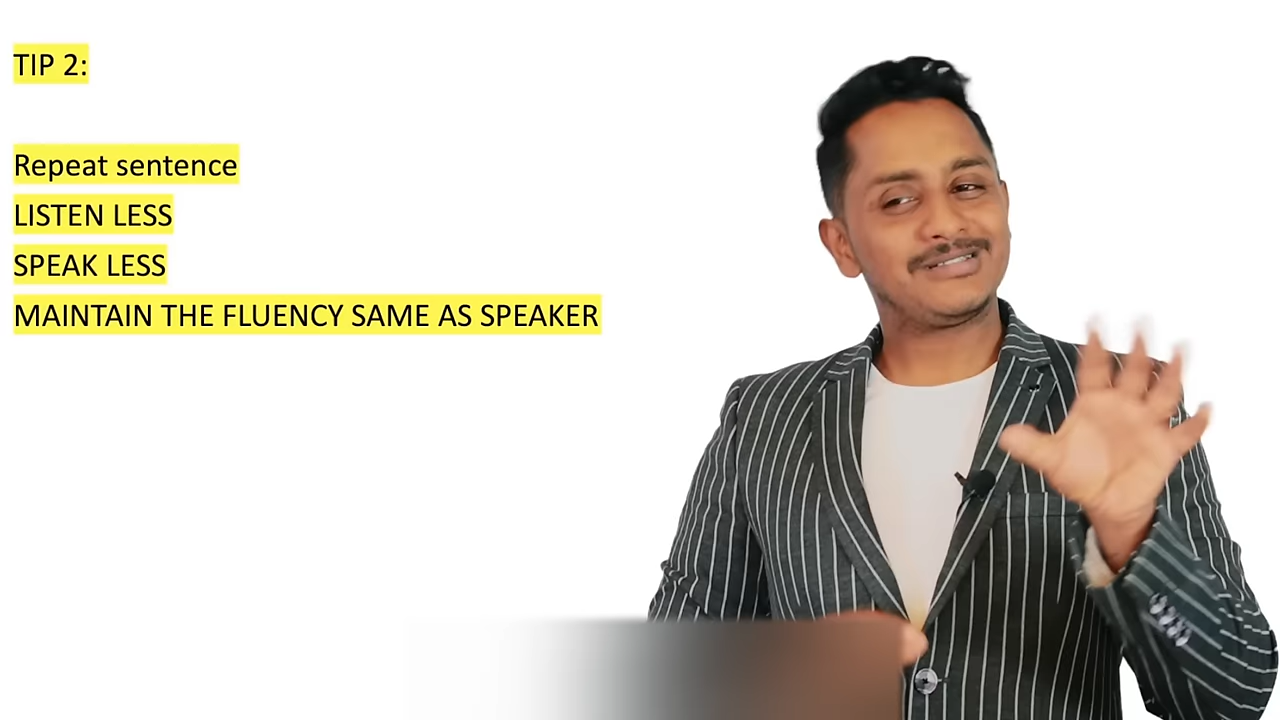 TIP 2:
Repeat sentence
LISTEN LESS
SPEAK LESS
MAINTAIN THE FLUENCY SAME AS SPEAKER